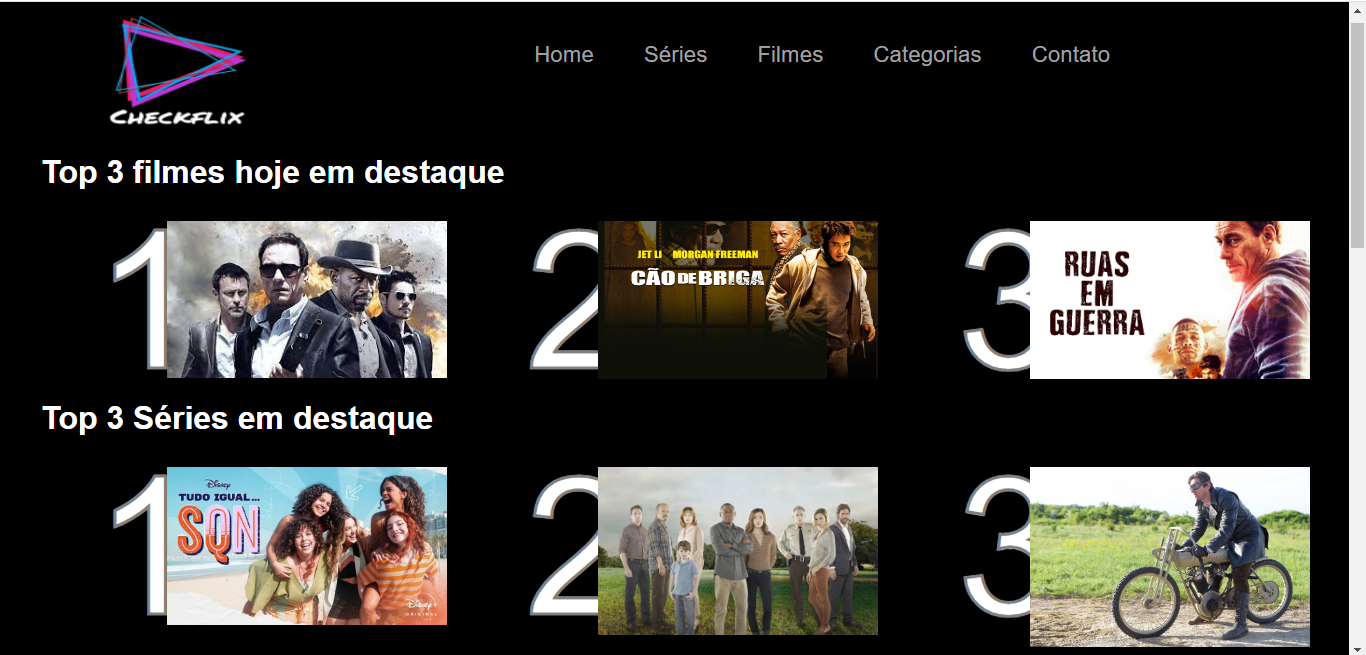 CHECKFLIX
Home Séries Filmes Categorias Contato
Top 3 filmes hoje em destaque
1
2
JET LI MORGAN FREEMAN
CÃO DE BRIGA
3
RUAS
EM
GUERRA
Top 3 Séries em destaque
1
Disney
TUDO IGUAL...
SQN
Disney+
ORIGINAL
2
3